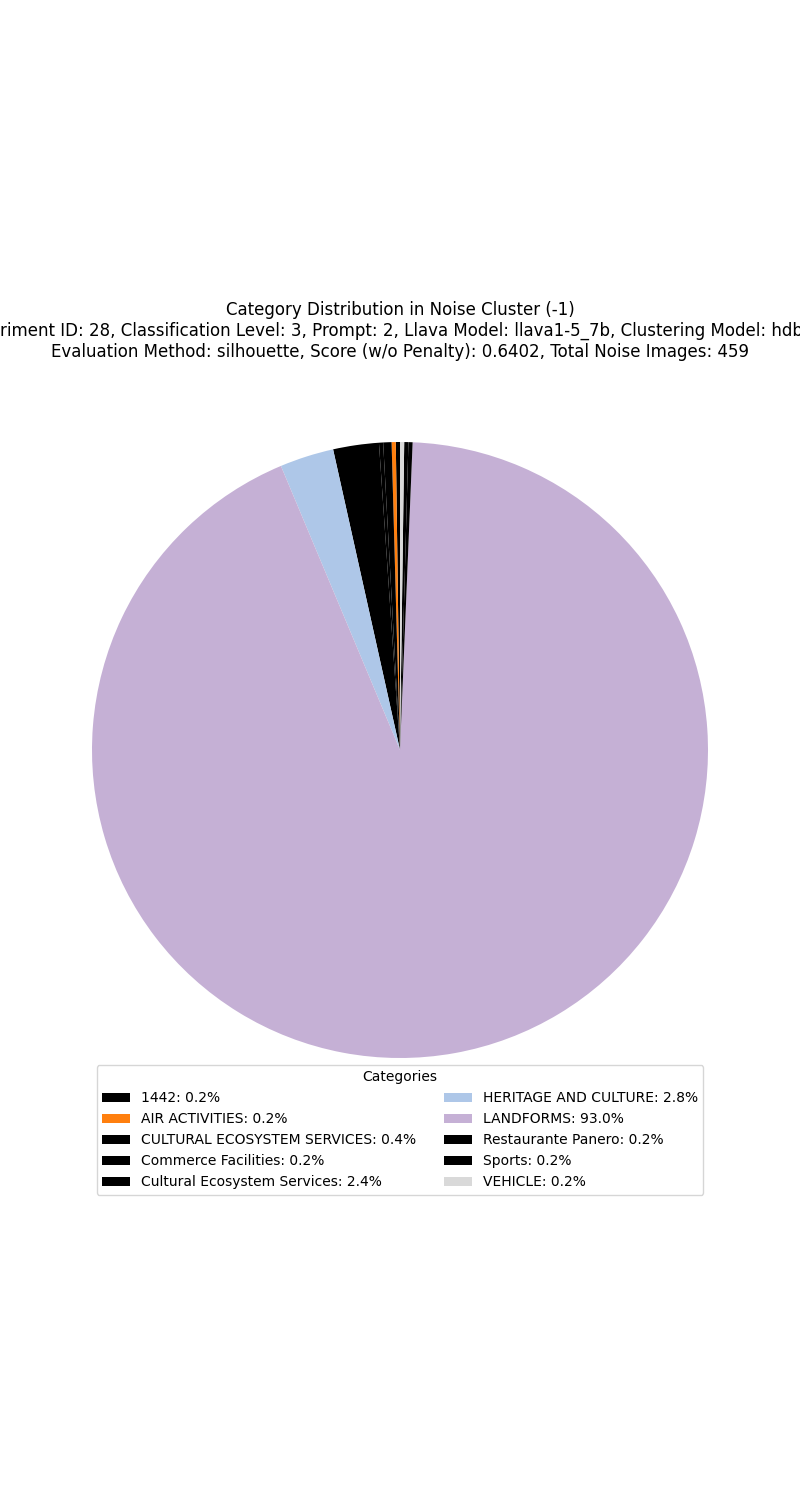 Category Distribution in Noise Cluster (-1)
riment ID: 28, Classification Level: 3, Prompt: 2, Llava Model: llava1-5_7b, Clustering Model: hdb
Evaluation Method: silhouette, Score (w/o Penalty): 0.6402, Total Noise Images: 459
Categories
1442: 0.2%
AIR ACTIVITIES: 0.2%
CULTURAL ECOSYSTEM SERVICES: 0.4%
Commerce Facilities: 0.2%
Cultural Ecosystem Services: 2.4%
HERITAGE AND CULTURE: 2.8%
LANDFORMS: 93.0%
Restaurante Panero: 0.2%
Sports: 0.2%
VEHICLE: 0.2%